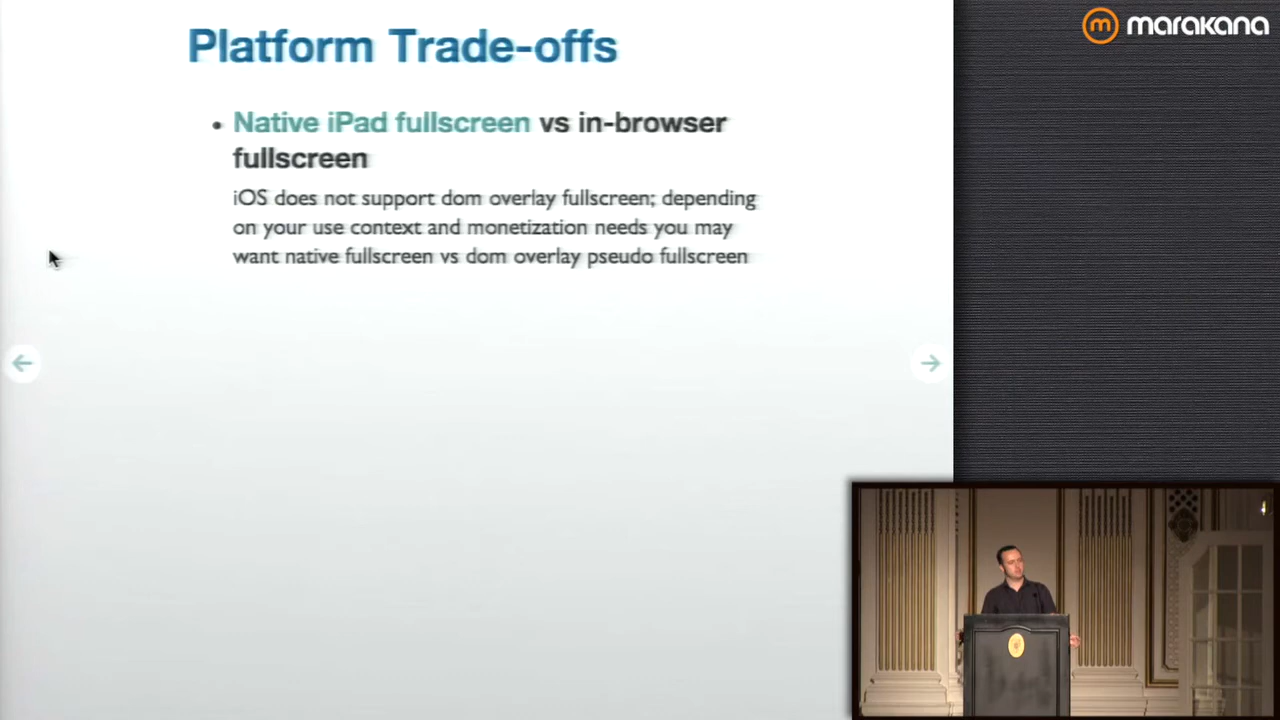 marakana
Platform Trade-offs
• Native iPad fullscreen vs in-browser
fullscreen
iOS does not support dom overlay fullscreen; depending
on your use context and monetization needs you may
want native fullscreen vs dom overlay pseudo fullscreen